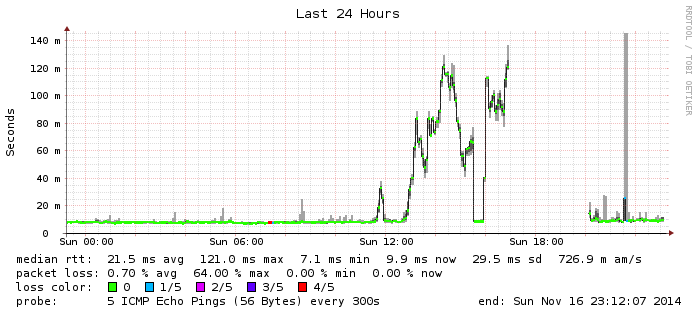 Last 24 Hours
RRDTOOL / TOBI OETIKER
Seconds
140 m
120 m
100 m
80 m
60 m
40 m
20 m
0
Sun 00:00 Sun 06:00 Sun 12:00 Sun 18:00
median rtt: 21.5 ms avg 121.0 ms max 7.1 ms min 9.9 ms now 29.5 ms sd 726.9 m am/s
packet loss: 0.70 % avg 64.00 % max 0.00 % min 0.00 % now
loss color: 0 1/5 2/5 3/5 4/5
probe: 5 ICMP Echo Pings (56 Bytes) every 300s end: Sun Nov 16 23:12:07 2014